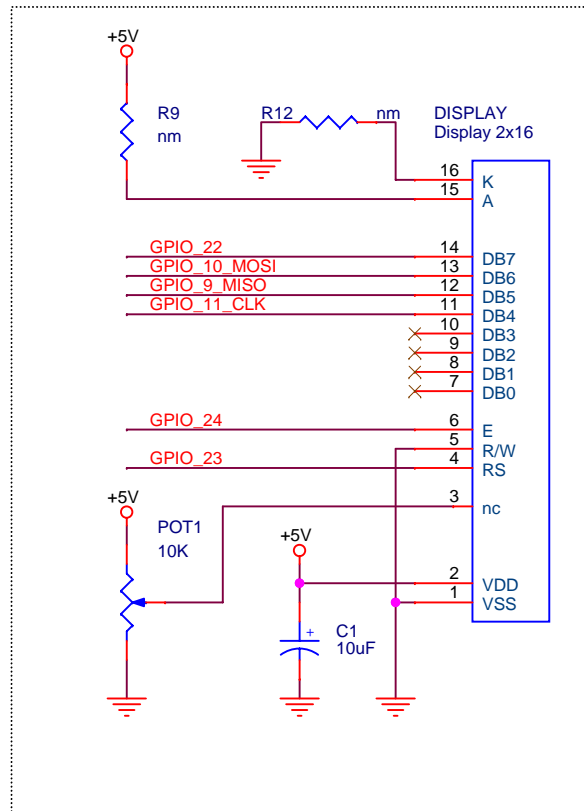 +5V
R9
nm
R12
nm
DISPLAY
Display 2x16
16
K
15
A
GPIO_22
14
DB7
GPIO_10_MOSI
13
DB6
GPIO_9_MISO
12
DB5
GPIO_11_CLK
11
DB4
10
DB3
9
DB2
8
DB1
7
DB0
GPIO_24
6
E
5
R/W
GPIO_23
4
RS
+5V
3
nc
POT1
10K
+5V
2
VDD
1
VSS
+
C1
10uF